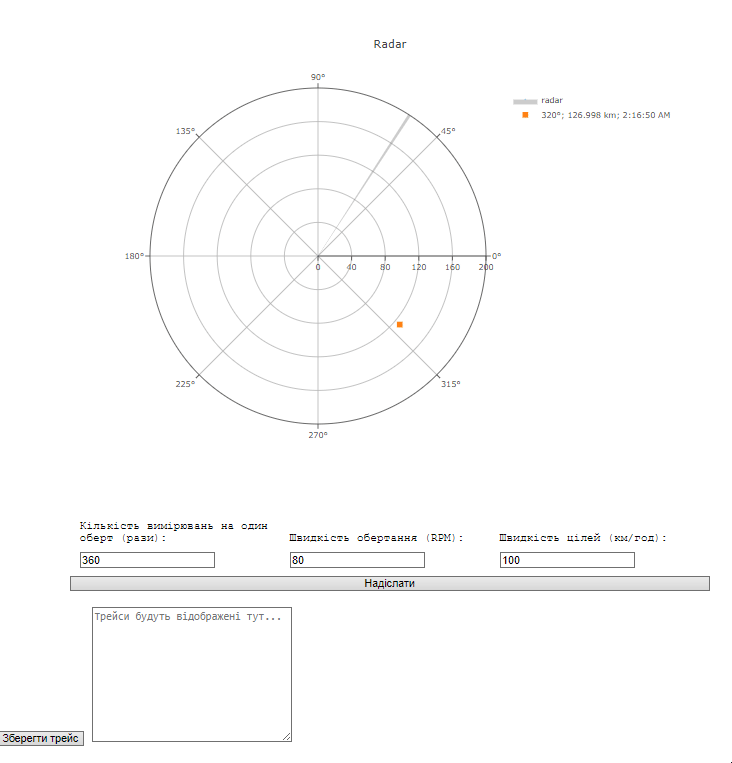 Radar
90°
radar
320°; 126.998 km; 2:16:50 AM
135°
45°
180°
0°
0 40 80 120 160 200
225°
315°
270°
Кількість вимірювань на один
оберт (рази):
Швидкість обертання (RPM):
Швидкість цілей (км/год):
360
80
100
Надіслати
Трейси будуть відображені тут...
Зберегти трейс